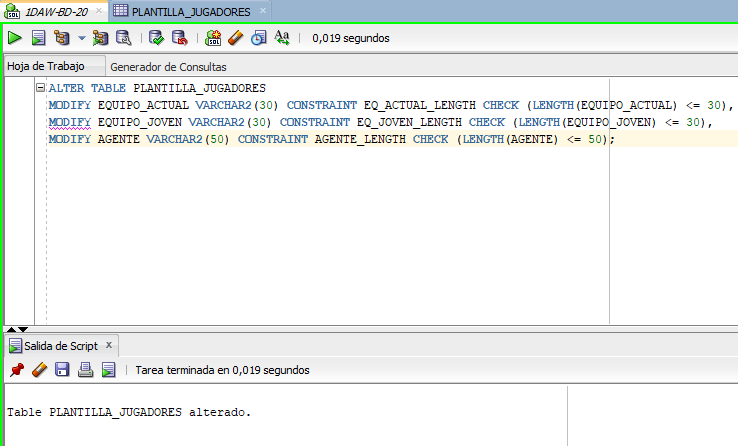 1DAW-BD-20 × PLANTILLA_JUGADORES ×
SQL
0,019 segundos
Hoja de Trabajo Generador de Consultas
ALTER TABLE PLANTILLA_JUGADORES
MODIFY EQUIPO_ACTUAL VARCHAR2(30) CONSTRAINT EQ_ACTUAL_LENGTH CHECK (LENGTH(EQUIPO_ACTUAL) <= 30),
MODIFY EQUIPO_JOVEN VARCHAR2(30) CONSTRAINT EQ_JOVEN_LENGTH CHECK (LENGTH(EQUIPO_JOVEN) <= 30),
MODIFY AGENTE VARCHAR2(50) CONSTRAINT AGENTE_LENGTH CHECK (LENGTH(AGENTE) <= 50);
Salida de Script x
Tarea terminada en 0,019 segundos
Table PLANTILLA_JUGADORES alterado.